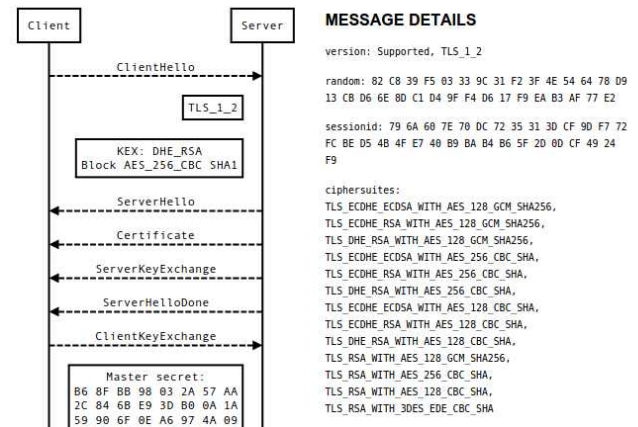 Client
Server
ClientHello
TLS_1_2
KEX: DHE_RSA
Block AES_256_CBC SHA1
ServerHello
Certificate
ServerKeyExchange
ServerHelloDone
ClientKeyExchange
Master secret:
B6 8F BB 98 03 2A 57 AA
2C 84 6B E9 3D B0 0A 1A
59 90 6F 0E A6 97 4A 09
MESSAGE DETAILS
version: Supported, TLS_1_2
random: 82 C8 39 F5 03 33 9C 31 F2 3F 4E 54 64 78 D9
13 CB D6 6E 8D C1 D4 9F F4 D6 17 F9 EA B3 AF 77 E2
sessionid: 79 6A 60 7E 70 DC 72 35 31 3D CF 9D F7 72
FC BE D5 4B 4F E7 40 B9 BA B4 B6 5F 2D 0D CF 49 24
F9
ciphersuites:
TLS_ECDHE_ECDSA_WITH_AES_128_GCM_SHA256,
TLS_ECDHE_RSA_WITH_AES_128_GCM_SHA256,
TLS_DHE_RSA_WITH_AES_128_GCM_SHA256,
TLS_ECDHE_ECDSA_WITH_AES_256_CBC_SHA,
TLS_ECDHE_RSA_WITH_AES_256_CBC_SHA,
TLS_DHE_RSA_WITH_AES_256_CBC_SHA,
TLS_ECDHE_ECDSA_WITH_AES_128_CBC_SHA,
TLS_ECDHE_RSA_WITH_AES_128_CBC_SHA,
TLS_DHE_RSA_WITH_AES_128_CBC_SHA,
TLS_RSA_WITH_AES_128_GCM_SHA256,
TLS_RSA_WITH_AES_256_CBC_SHA,
TLS_RSA_WITH_AES_128_CBC_SHA,
TLS_RSA_WITH_3DES_EDE_CBC_SHA